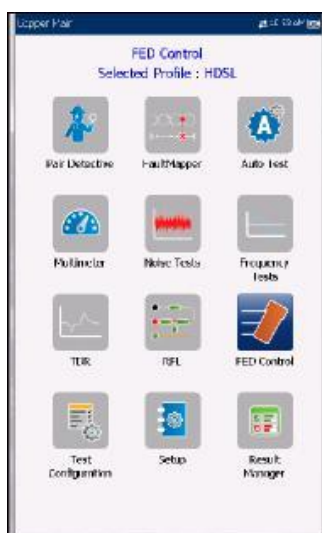 Copper Pair
FED Control
Selected Profile : HDSL
Pair Detective
FaultMapper
Auto Test
Multimeter
Noise Tests
Frequency
Tests
TDR
RFL
FED Control
Test
Configuration
Setup
Result
Manager